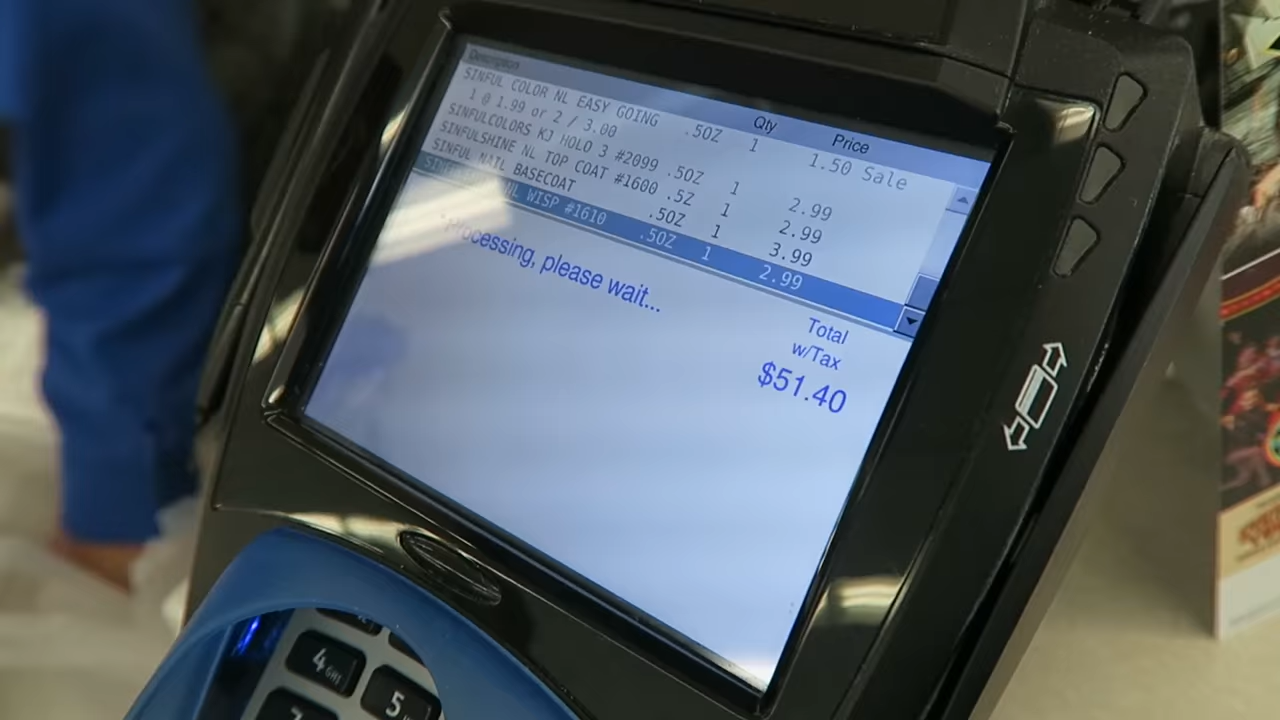 Description Qty Price
SINFUL COLOR NL EASY GOING .5OZ 1 1.50 Sale
1 @ 1.99 or 2 / 3.00
SINFULCOLORS KJ HOLO 3 #2099 .5OZ 1 2.99
SINFULSHINE NL TOP COAT #1600 .5Z 1 2.99
SINFUL NAIL BASECOAT .5OZ 1 3.99
NL WISP #1610 .5OZ 1 2.99
*Processing, please wait...
Total
w/Tax
$51.40
4 GHI
5
7